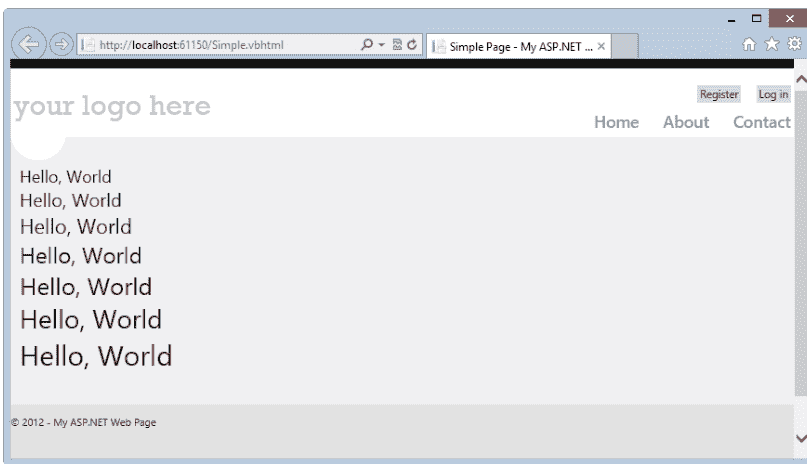 http://localhost:61150/Simple.vbhtml
Simple Page - My ASP.NET ...
Register Log in
your logo here
Home About Contact
Hello, World
Hello, World
Hello, World
Hello, World
Hello, World
Hello, World
Hello, World
© 2012 - My ASP.NET Web Page